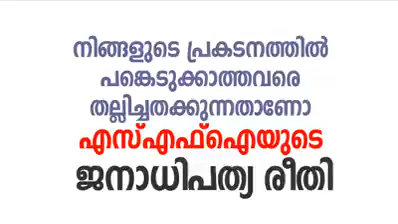 നിങ്ങളുടെ പ്രകടനത്തിൽ
പങ്കെടുക്കാത്തവരെ
തല്ലിച്ചതക്കുന്നതാണോ
എസ്എഫ്ഐയുടെ
ജനാധിപത്യ രീതി